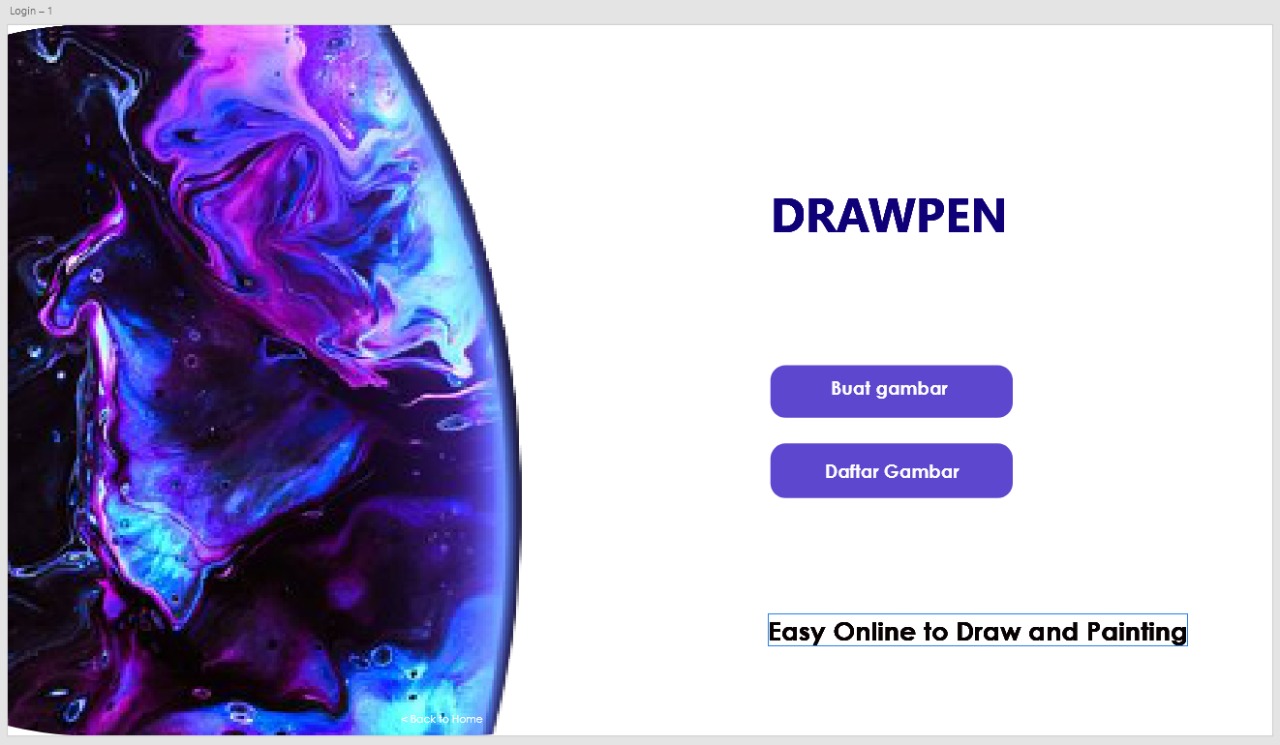 Login – 1
DRAWPEN
Buat gambar
Daftar Gambar
Easy Online to Draw and Painting
< Back to Home